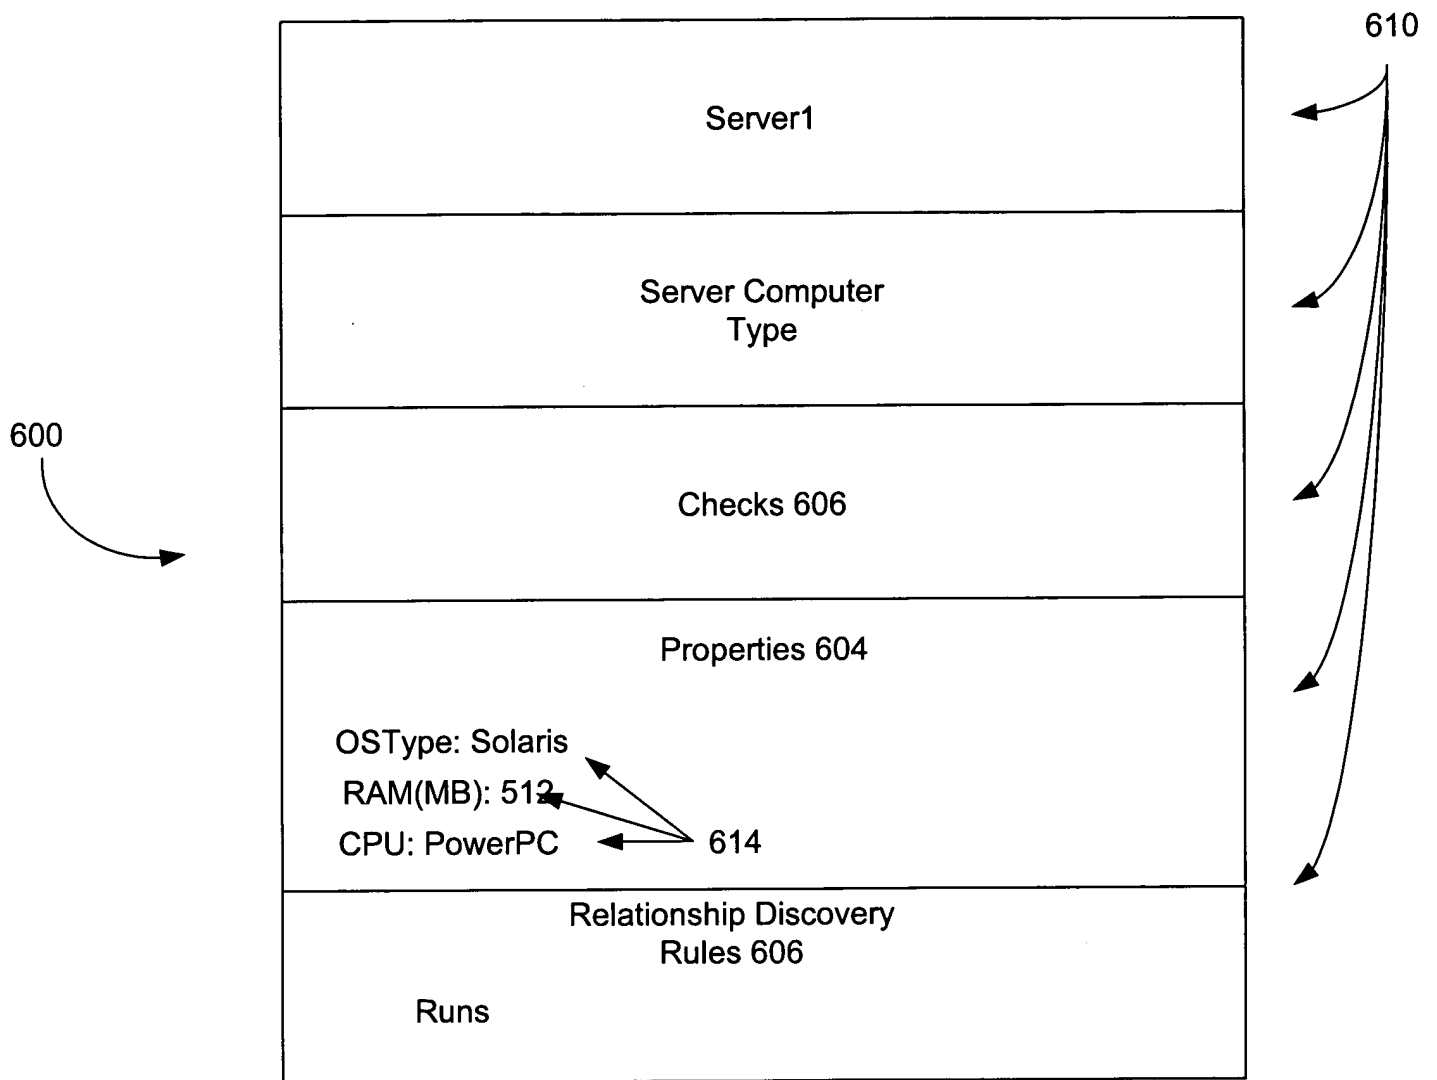 610
Server1
Server Computer
Type
600
Checks 606
Properties 604
OSType: Solaris
RAM(MB): 512
CPU: PowerPC
614
Relationship Discovery
Rules 606
Runs